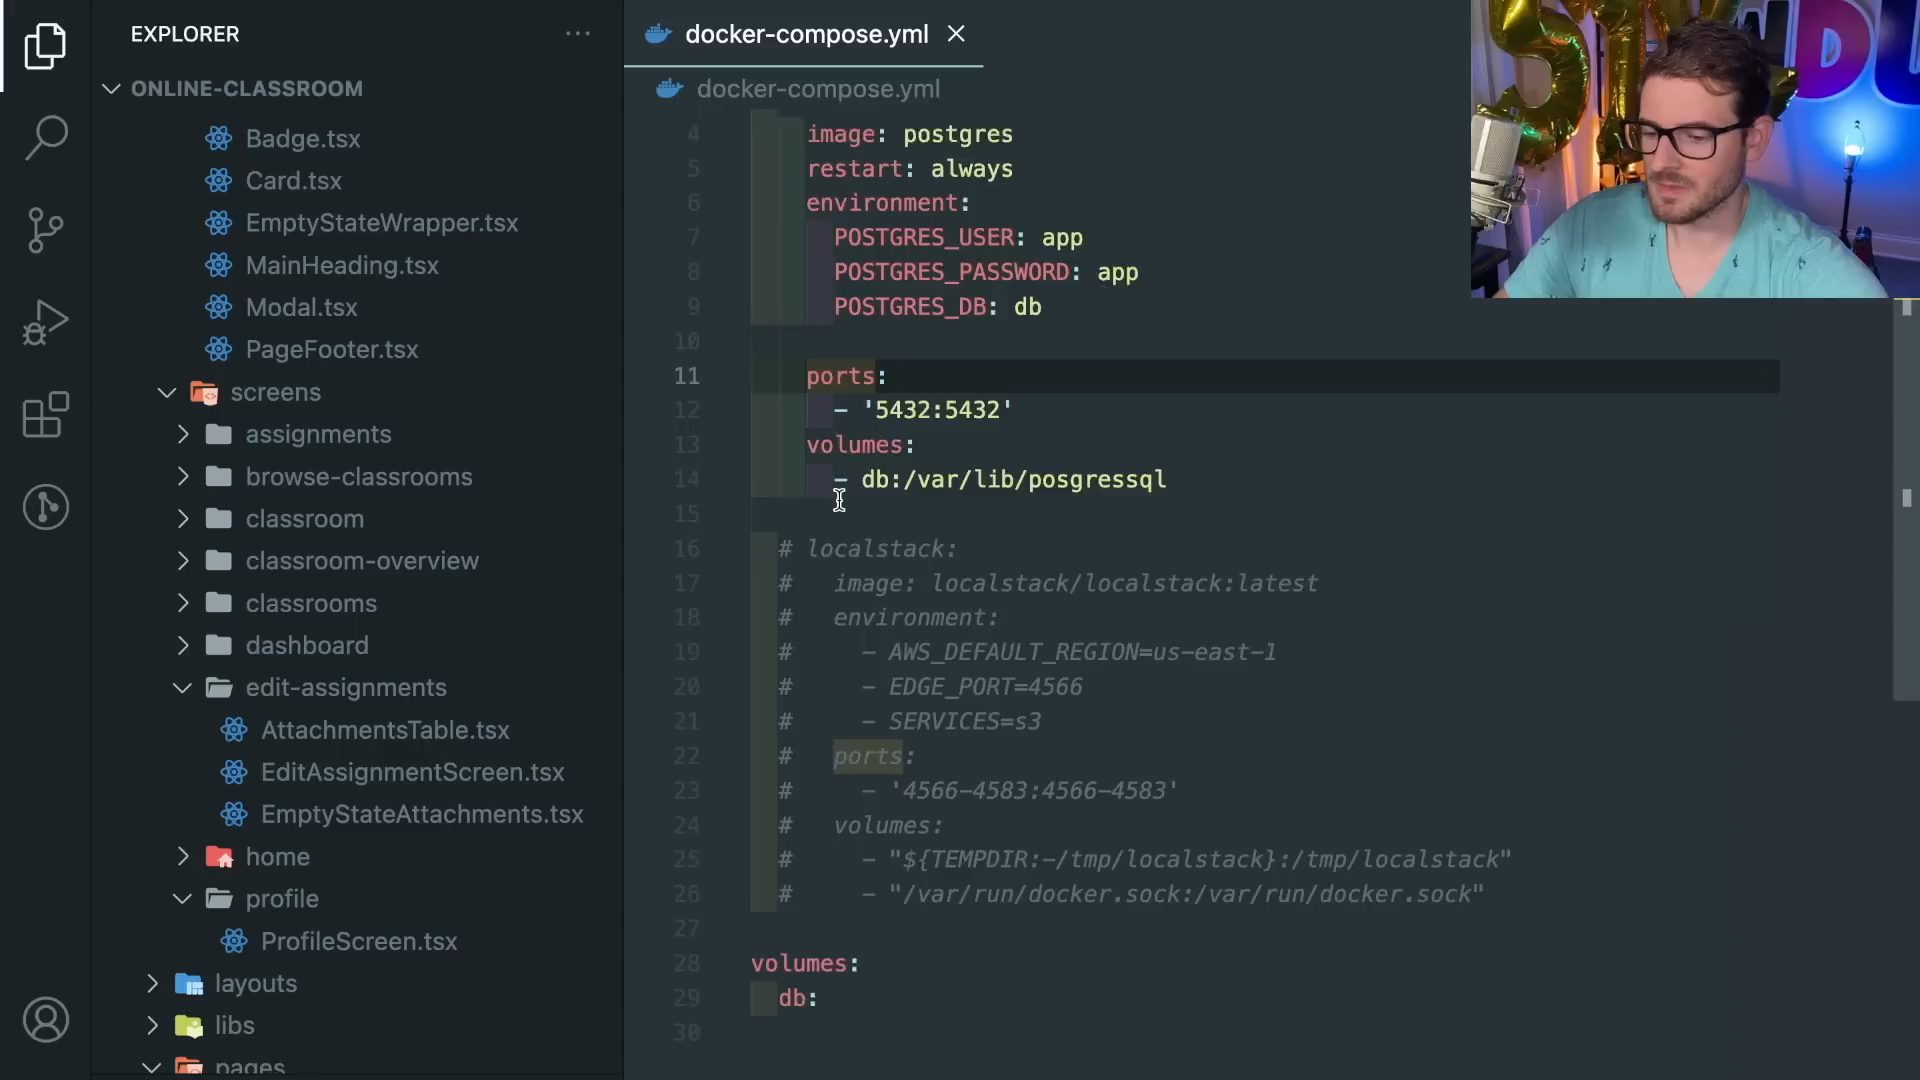 EXPLORER
ONLINE-CLASSROOM
Badge.tsx
Card.tsx
EmptyStateWrapper.tsx
MainHeading.tsx
Modal.tsx
PageFooter.tsx
screens
assignments
browse-classrooms
classroom
classroom-overview
classrooms
dashboard
edit-assignments
AttachmentsTable.tsx
EditAssignmentScreen.tsx
EmptyStateAttachments.tsx
home
profile
ProfileScreen.tsx
layouts
libs
pages
docker-compose.yml
docker-compose.yml
4 image: postgres
5 restart: always
6 environment:
7 POSTGRES_USER: app
8 POSTGRES_PASSWORD: app
9 POSTGRES_DB: db
10
11 ports:
12 - '5432:5432'
13 volumes:
14 - db:/var/lib/posgressql
15
16 # localstack:
17 # image: localstack/localstack:latest
18 # environment:
19 # - AWS_DEFAULT_REGION=us-east-1
20 # - EDGE_PORT=4566
21 # - SERVICES=s3
22 # ports:
23 # - '4566-4583:4566-4583'
24 # volumes:
25 # - "${TEMPDIR:-/tmp/localstack}:/tmp/localstack"
26 # - "/var/run/docker.sock:/var/run/docker.sock"
27
28 volumes:
29 db:
30